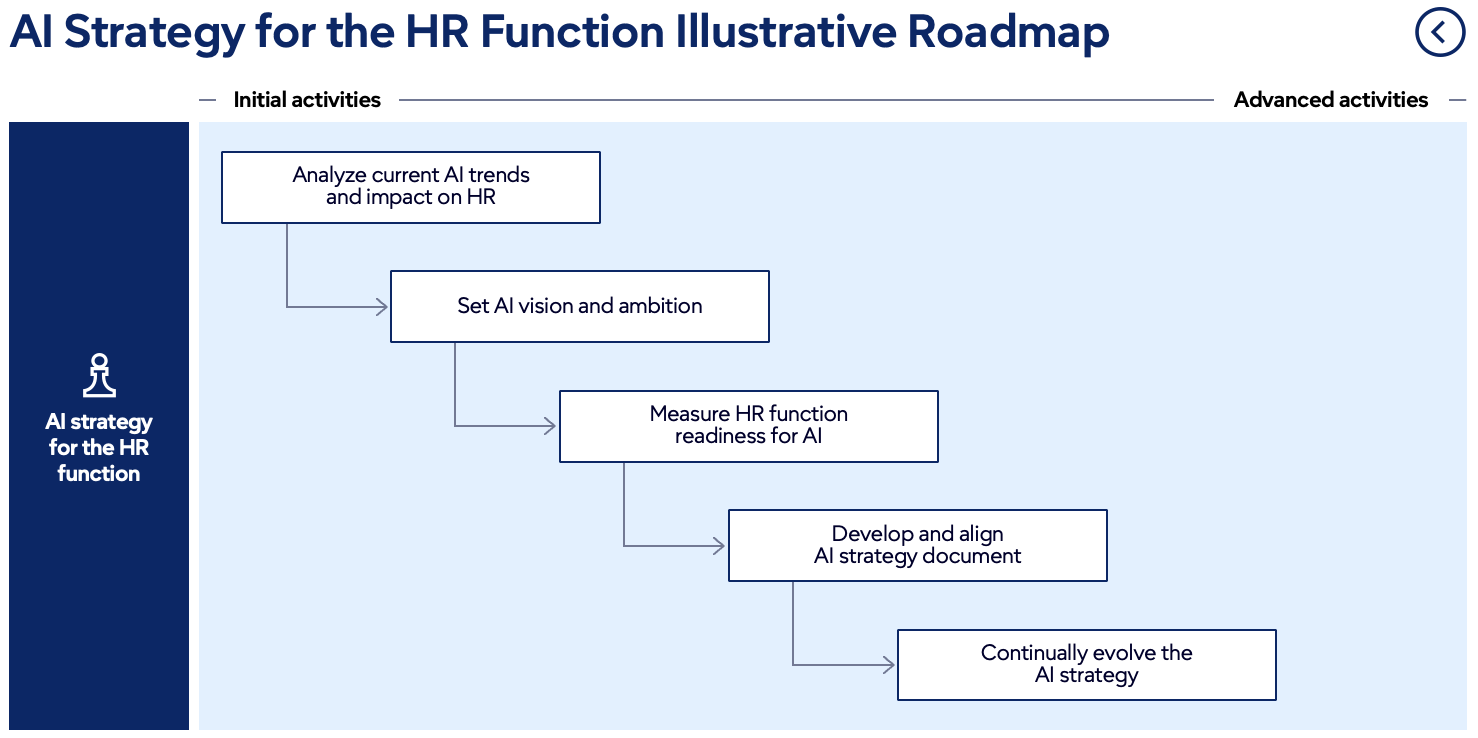 AI Strategy for the HR Function Illustrative Roadmap
Initial activities
Advanced activities
AI strategy
for the HR
function
Analyze current AI trends
and impact on HR
Set AI vision and ambition
Measure HR function
readiness for AI
Develop and align
AI strategy document
Continually evolve the
AI strategy